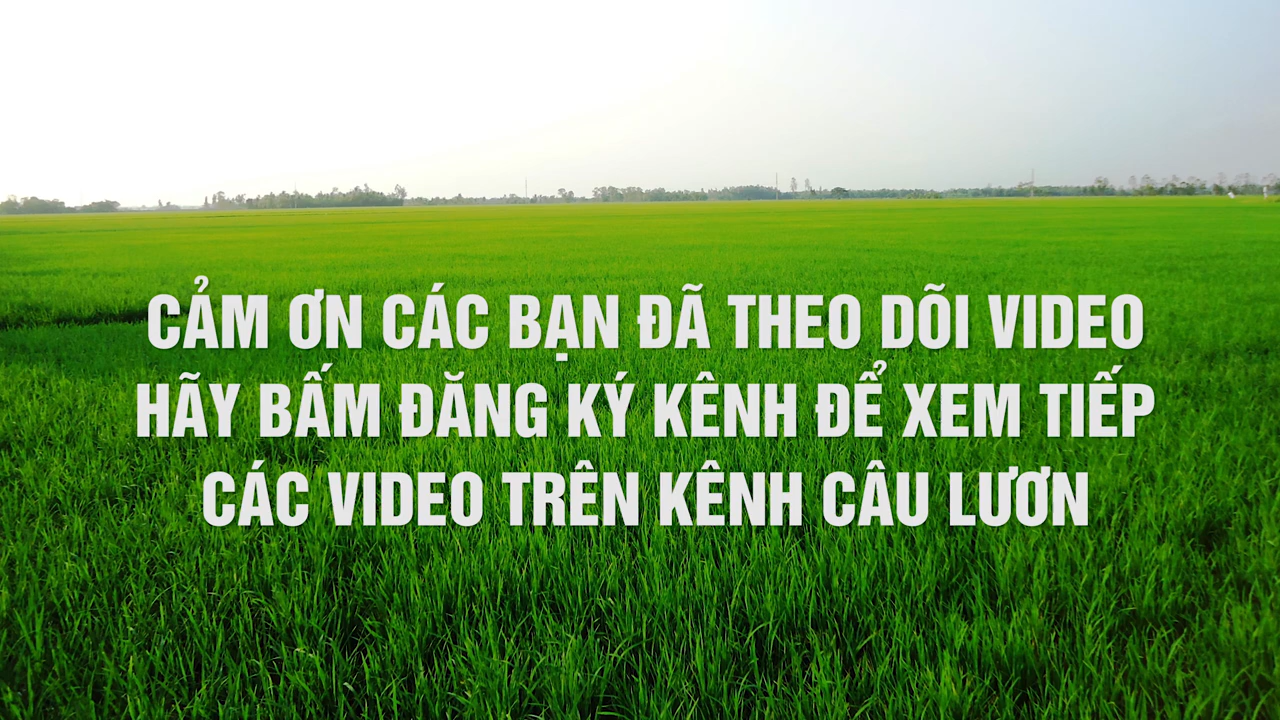 CẢM ƠN CÁC BẠN ĐÃ THEO DÕI VIDEO
HÃY BẤM ĐĂNG KÝ KÊNH ĐỂ XEM TIẾP
CÁC VIDEO TRÊN KÊNH CÂU LƯƠN